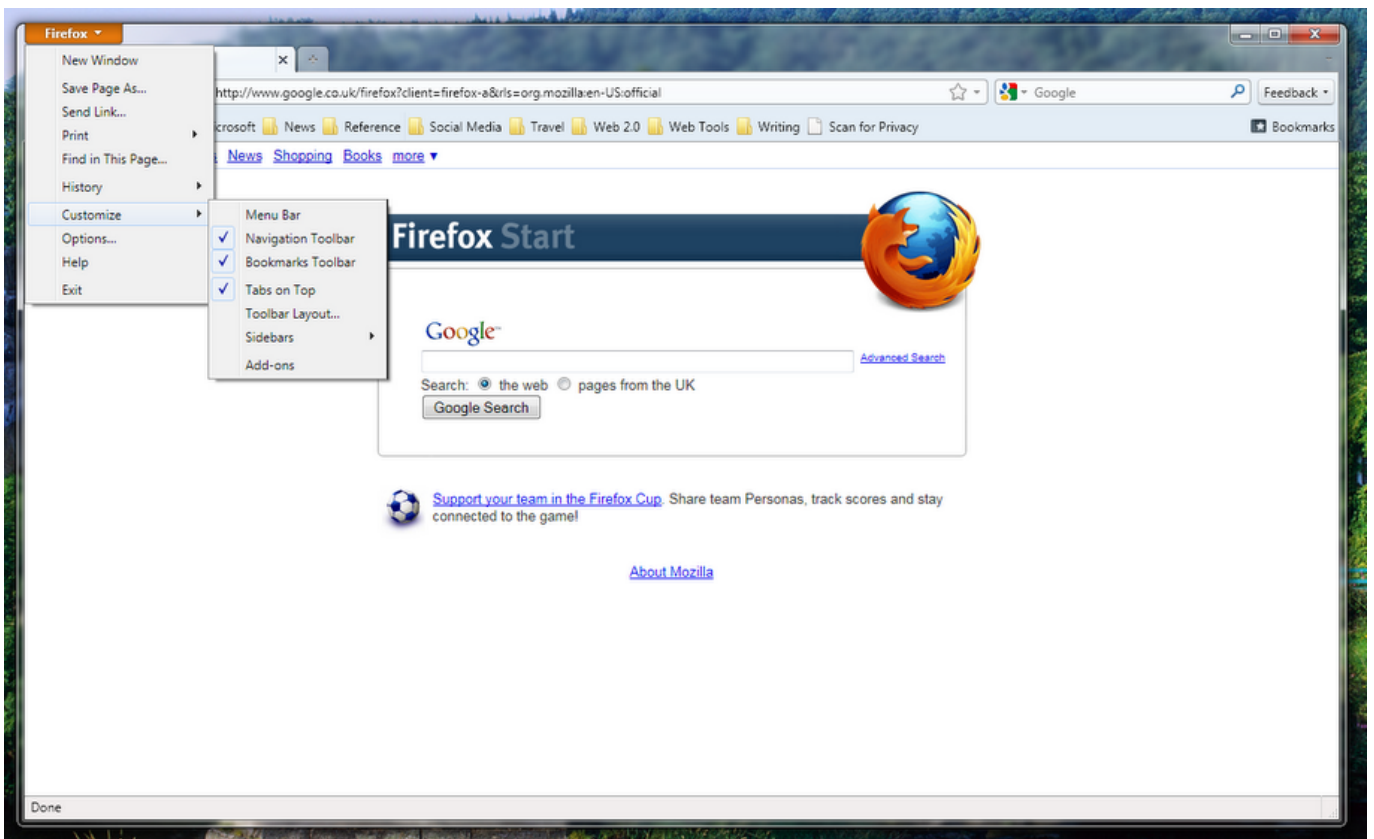 Firefox
New Window
Save Page As...
http://www.google.co.uk/firefox?client=firefox-a&rls=org.mozilla:en-US:official
Google
Feedback
Send Link...
Print
crosoft News Reference Social Media Travel Web 2.0 Web Tools Writing Scan for Privacy
Bookmarks
Find in This Page...
News Shopping Books more
History
Customize
Options...
Help
Exit
Menu Bar
Navigation Toolbar
Bookmarks Toolbar
Tabs on Top
Toolbar Layout...
Sidebars
Add-ons
Firefox Start
Google™
Advanced Search
Search: the web pages from the UK
Google Search
Support your team in the Firefox Cup. Share team Personas, track scores and stay
connected to the game!
About Mozilla
Done